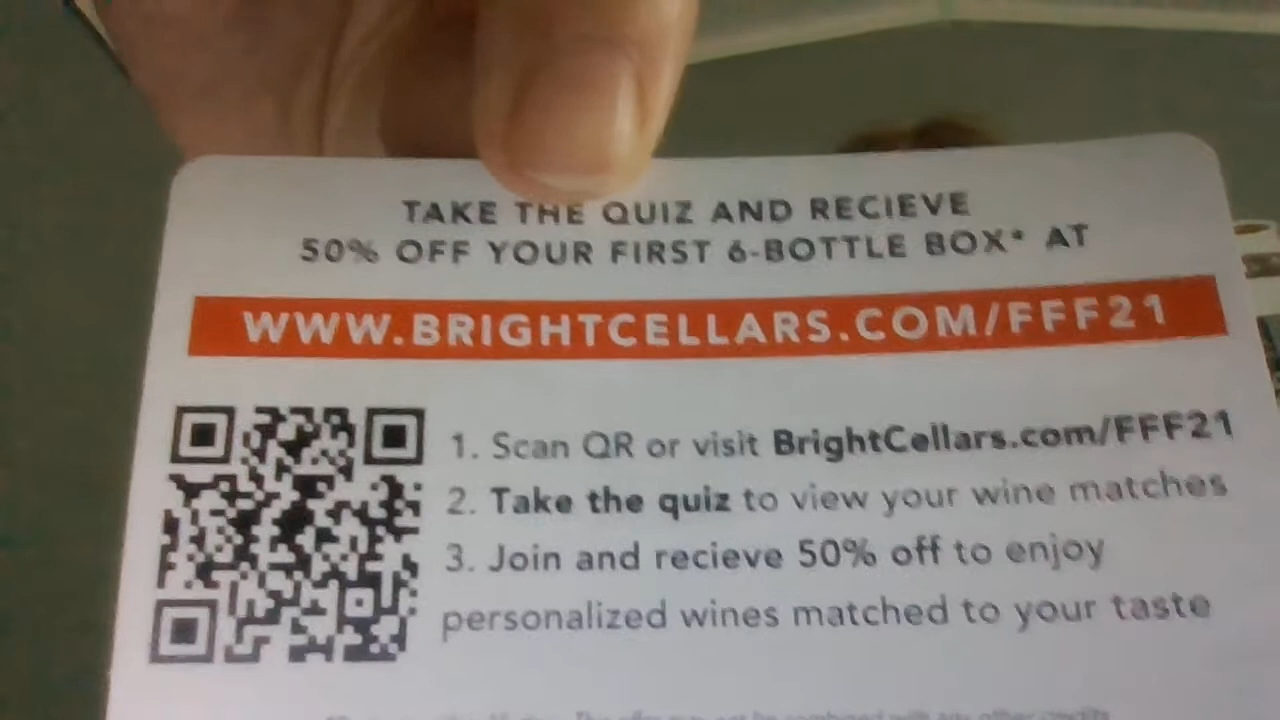 TAKE THE QUIZ AND RECIEVE
50% OFF YOUR FIRST 6-BOTTLE BOX* AT
WWW.BRIGHTCELLARS.COM/FFF21
1. Scan QR or visit BrightCellars.com/FFF21
2. Take the quiz to view your wine matches
3. Join and recieve 50% off to enjoy
personalized wines matched to your taste